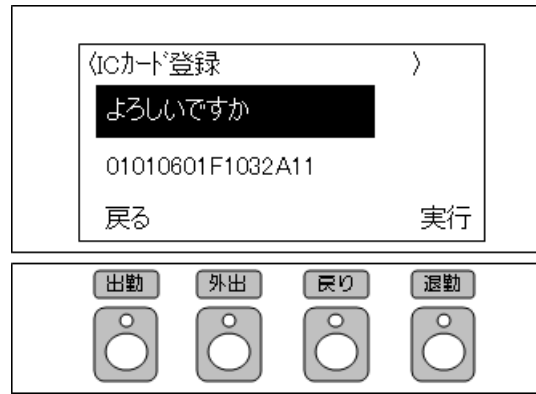 〈ICカード登録 〉
よろしいですか
01010601F1032A11
戻る 実行
出勤 外出 戻り 退勤